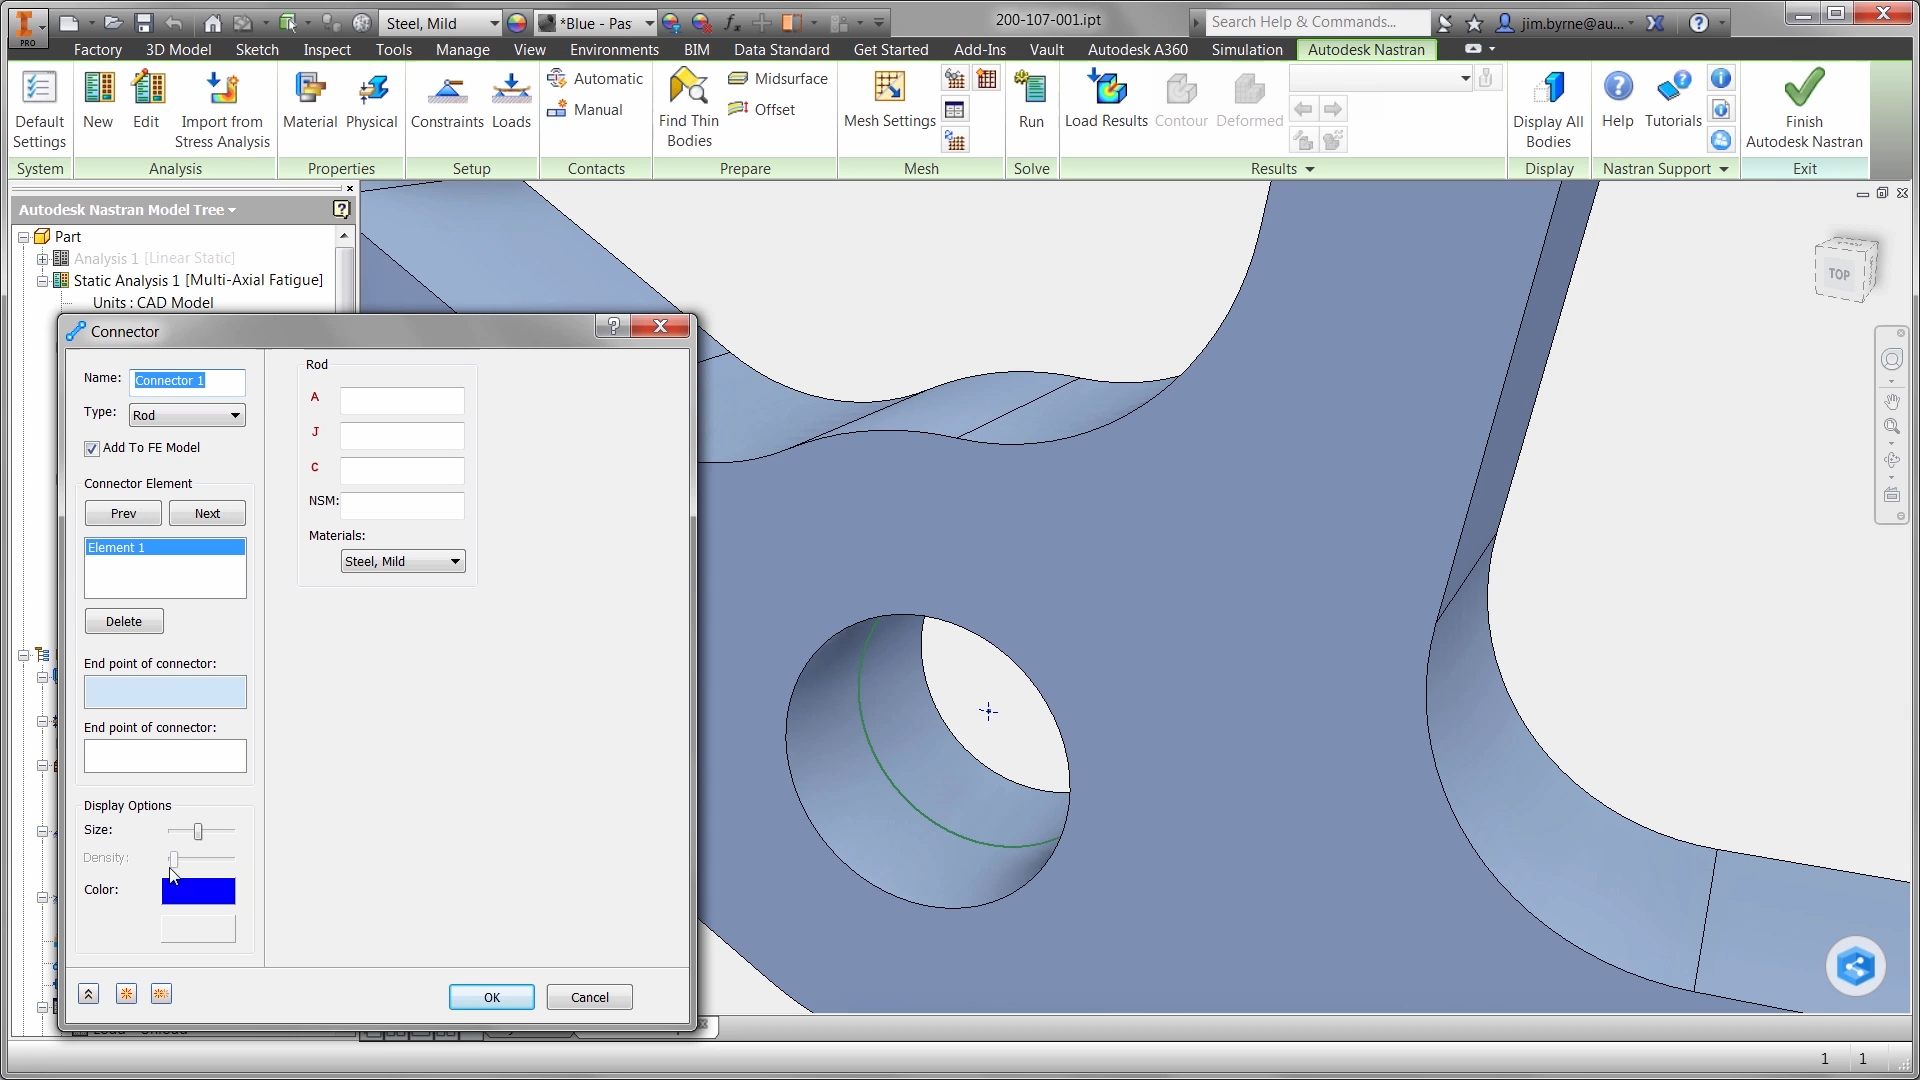 PRO
Steel, Mild
*Blue - Pas
200-107-001.ipt
Search Help & Commands...
jim.byrne@au...
Factory 3D Model Sketch Inspect Tools Manage View Environments BIM Data Standard Get Started Add-Ins Vault Autodesk A360 Simulation Autodesk Nastran
Default Settings
New
Edit
Import from Stress Analysis
Material
Physical
Constraints
Loads
Automatic
Manual
Find Thin Bodies
Midsurface
Offset
Mesh Settings
Run
Load Results
Contour
Deformed
Display All Bodies
Help
Tutorials
Finish Autodesk Nastran
System
Analysis
Properties
Setup
Contacts
Prepare
Mesh
Solve
Results
Display
Nastran Support
Exit
Autodesk Nastran Model Tree
Part
Analysis 1 [Linear Static]
Static Analysis 1 [Multi-Axial Fatigue]
Units : CAD Model
TOP
Connector
Name: Connector 1
Type: Rod
Add To FE Model
Connector Element
Prev Next
Element 1
Delete
End point of connector:
End point of connector:
Display Options
Size:
Density:
Color:
Rod
A
J
C
NSM:
Materials:
Steel, Mild
OK Cancel
1 1